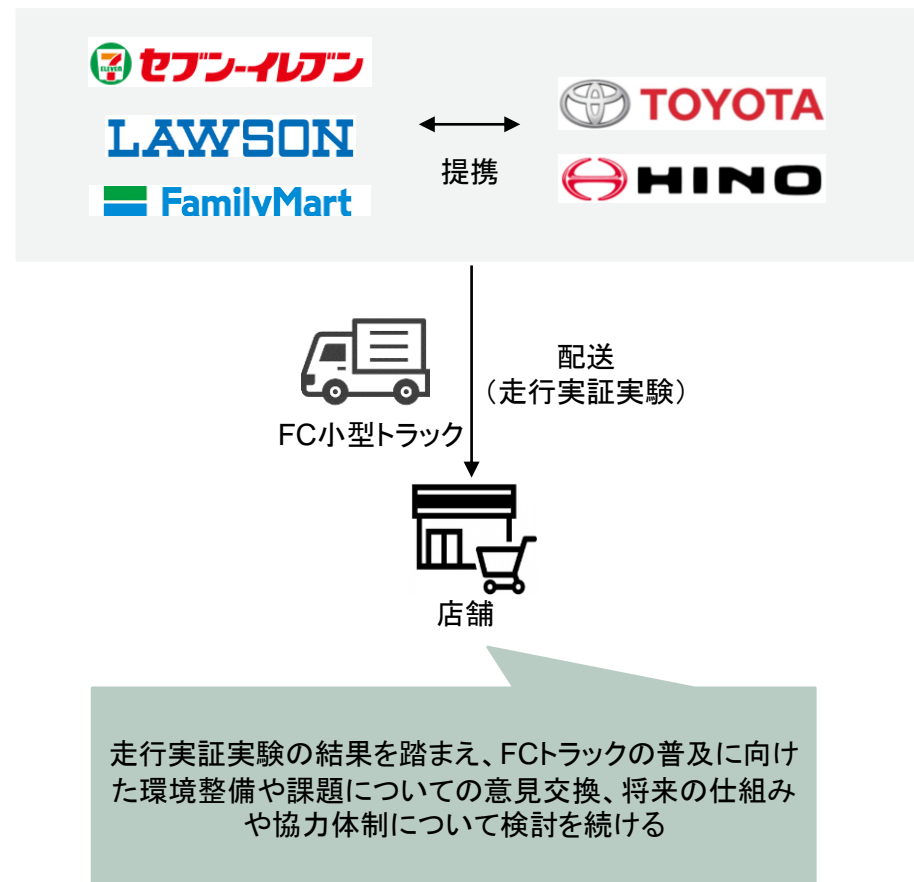 セブン-イレブン
ELEVEN
LAWSON
FamilyMart
提携
TOYOTA
HINO
配送
（走行実証実験）
FC小型トラック
店舗
走行実証実験の結果を踏まえ、FCトラックの普及に向け
た環境整備や課題についての意見交換、将来の仕組み
や協力体制について検討を続ける